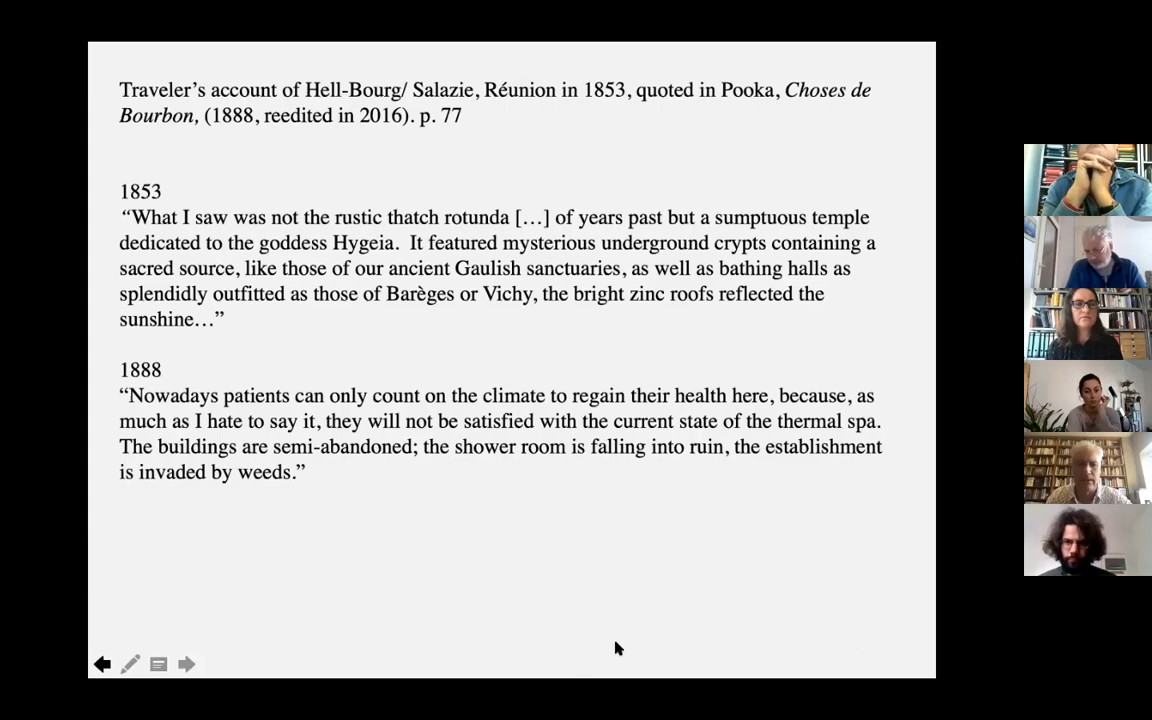 Traveler’s account of Hell-Bourg/ Salazie, Réunion in 1853, quoted in Pooka, Choses de
Bourbon, (1888, reedited in 2016). p. 77
1853
“What I saw was not the rustic thatch rotunda […] of years past but a sumptuous temple
dedicated to the goddess Hygeia.  It featured mysterious underground crypts containing a
sacred source, like those of our ancient Gaulish sanctuaries, as well as bathing halls as
splendidly outfitted as those of Barèges or Vichy, the bright zinc roofs reflected the
sunshine…”
1888
“Nowadays patients can only count on the climate to regain their health here, because, as
much as I hate to say it, they will not be satisfied with the current state of the thermal spa.
The buildings are semi-abandoned; the shower room is falling into ruin, the establishment
is invaded by weeds.”